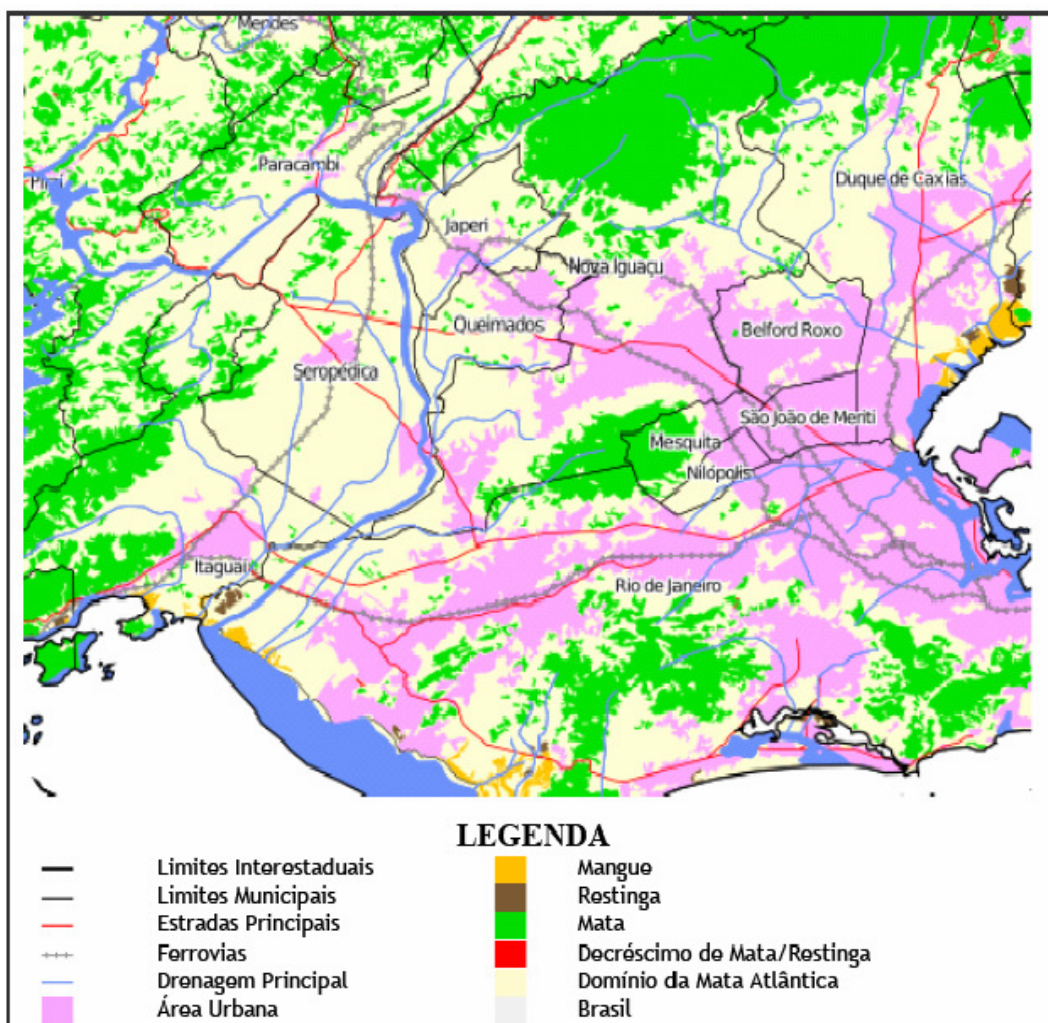 Mendes
Paracambi
Piraí
Duque de Caxias
Japeri
Nova Iguaçu
Queimados
Belford Roxo
Seropédica
São João de Meriti
Mesquita
Nilópolis
Itaguaí
Rio de Janeiro
LEGENDA
Limites Interestaduais
Limites Municipais
Estradas Principais
Ferrovias
Drenagem Principal
Área Urbana
Mangue
Restinga
Mata
Decréscimo de Mata/Restinga
Domínio da Mata Atlântica
Brasil